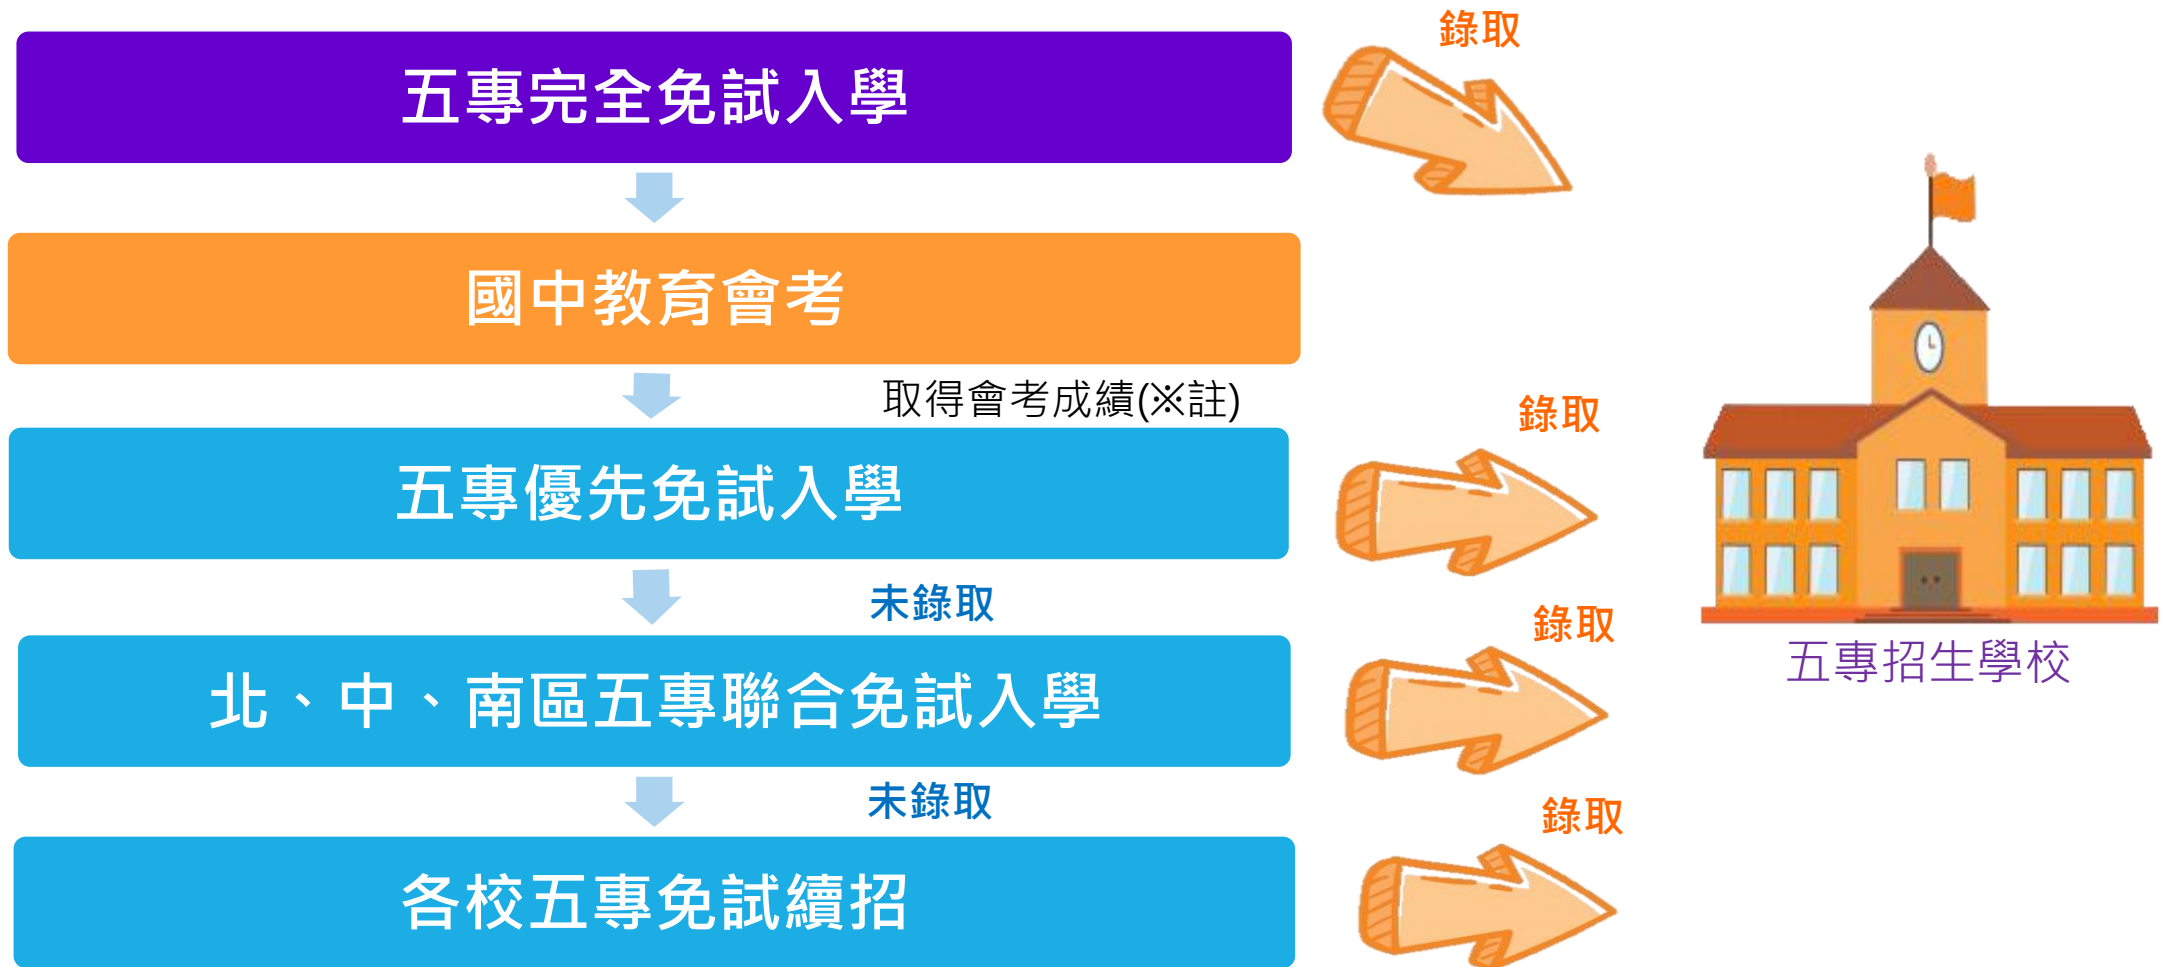 錄取
五專完全免試入學
國中教育會考
取得會考成績(※註)
錄取
五專優先免試入學
未錄取
錄取
五專招生學校
北、中、南區五專聯合免試入學
未錄取
錄取
各校五專免試續招